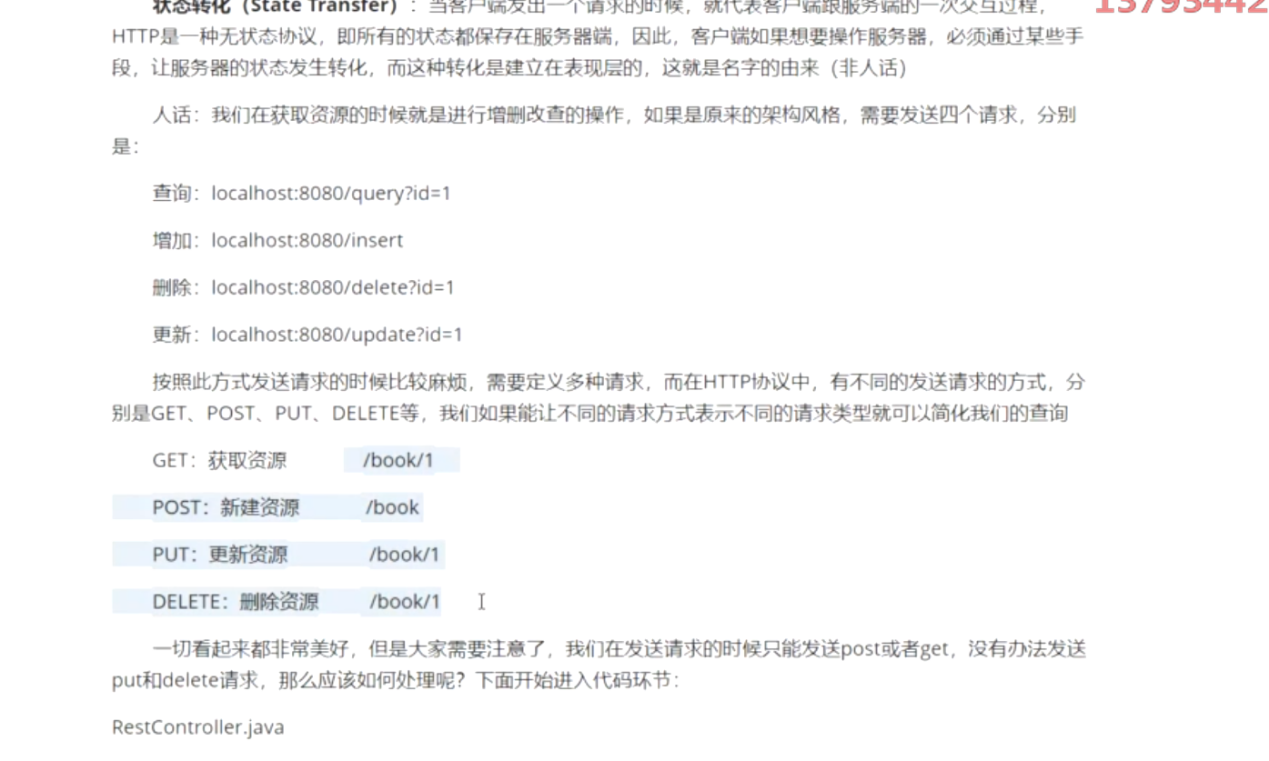 状态转化（State Transfer）：当客户端发出一个请求的时候，就代表客户端跟服务端的一次交互过程，
13793442
HTTP是一种无状态协议，即所有的状态都保存在服务器端，因此，客户端如果想要操作服务器，必须通过某些手
段，让服务器的状态发生转化，而这种转化是建立在表现层的，这就是名字的由来（非人话）
人话：我们在获取资源的时候就是进行增删改查的操作，如果是原来的架构风格，需要发送四个请求，分别
是：
查询：localhost:8080/query?id=1
增加：localhost:8080/insert
删除：localhost:8080/delete?id=1
更新：localhost:8080/update?id=1
按照此方式发送请求的时候比较麻烦，需要定义多种请求，而在HTTP协议中，有不同的发送请求的方式，分
别是GET、POST、PUT、DELETE等，我们如果能让不同的请求方式表示不同的请求类型就可以简化我们的查询
GET：获取资源 /book/1
POST：新建资源 /book
PUT：更新资源 /book/1
DELETE：删除资源 /book/1
一切看起来都非常美好，但是大家需要注意了，我们在发送请求的时候只能发送post或者get，没有办法发送
put和delete请求，那么应该如何处理呢？下面开始进入代码环节：
RestController.java